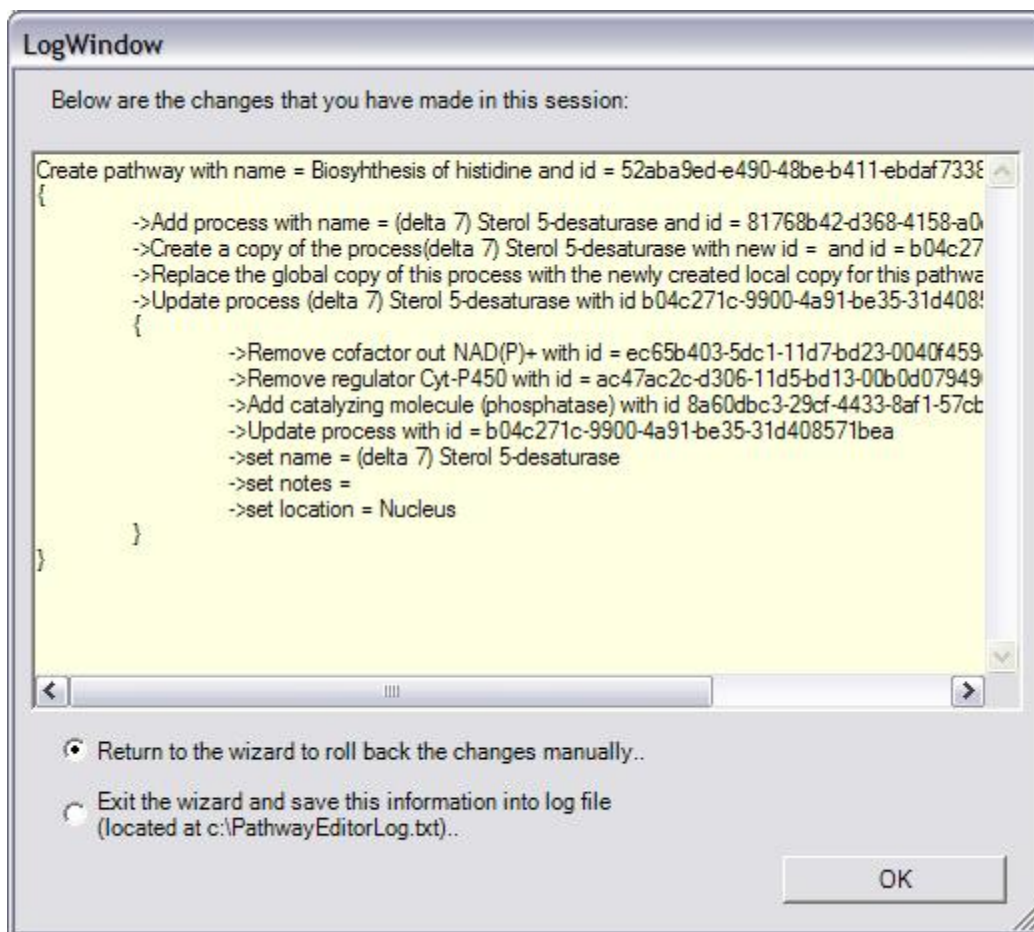 LogWindow
Below are the changes that you have made in this session:
Create pathway with name = Biosyhthesis of histidine and id = 52aba9ed-e490-48be-b411-ebdaf7338
{
->Add process with name = (delta 7) Sterol 5-desaturase and id = 81768b42-d368-4158-a0
->Create a copy of the process(delta 7) Sterol 5-desaturase with new id =  and id = b04c27
->Replace the global copy of this process with the newly created local copy for this pathwa
->Update process (delta 7) Sterol 5-desaturase with id b04c271c-9900-4a91-be35-31d408
{
->Remove cofactor out NAD(P)+ with id = ec65b403-5dc1-11d7-bd23-0040f459
->Remove regulator Cyt-P450 with id = ac47ac2c-d306-11d5-bd13-00b0d07949
->Add catalyzing molecule (phosphatase) with id 8a60dbc3-29cf-4433-8af1-57cb
->Update process with id = b04c271c-9900-4a91-be35-31d408571bea
->set name = (delta 7) Sterol 5-desaturase
->set notes =
->set location = Nucleus
}
}
Return to the wizard to roll back the changes manually..
Exit the wizard and save this information into log file
(located at c:\PathwayEditorLog.txt)..
OK